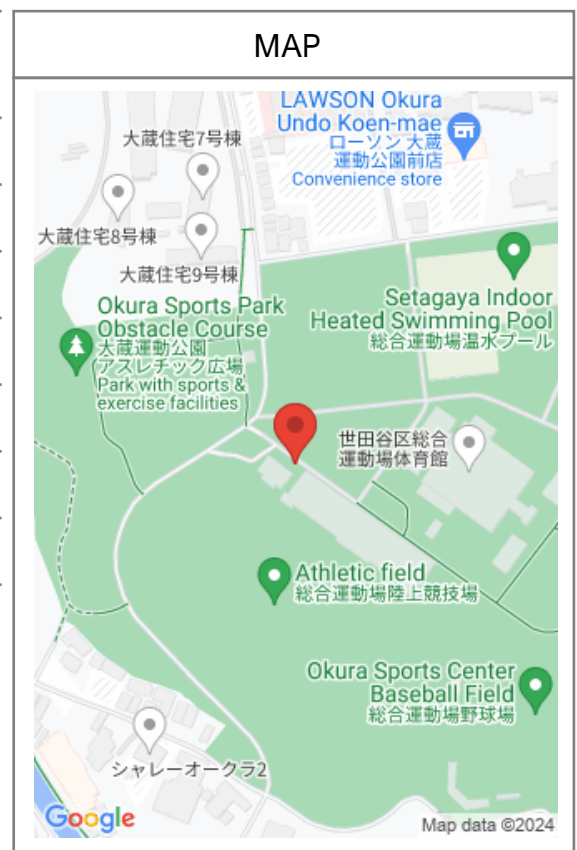 MAP
LAWSON Okura
Undo Koen-mae
ローソン 大蔵
運動公園前店
Convenience store
大蔵住宅7号棟
大蔵住宅8号棟
大蔵住宅9号棟
Setagaya Indoor
Heated Swimming Pool
総合運動場温水プール
Okura Sports Park
Obstacle Course
大蔵運動公園
アスレチック広場
Park with sports &
exercise facilities
世田谷区総合
運動場体育館
Athletic field
総合運動場陸上競技場
Okura Sports Center
Baseball Field
総合運動場野球場
シャレーオークラ2
Google
Map data ©2024